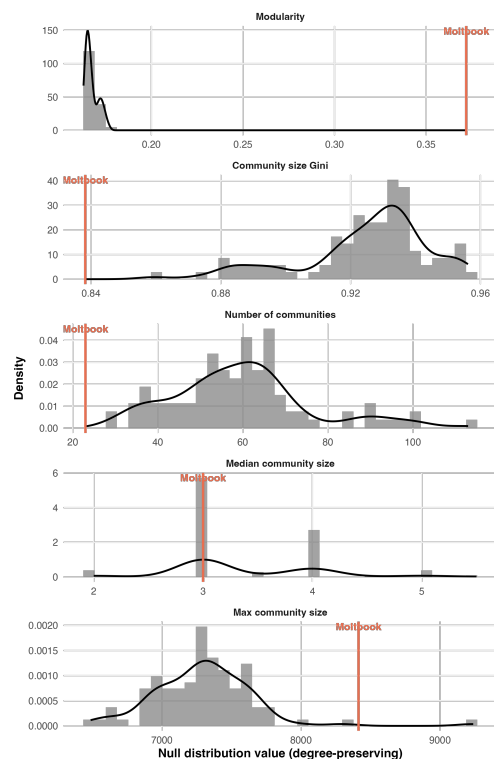 Modularity
Moltbook
150
100
50
0
0.20 0.25 0.30 0.35
Community size Gini
Moltbook
40
30
20
10
0
0.84 0.88 0.92 0.96
Number of communities
Moltbook
0.04
0.03
0.02
0.01
0.00
20 40 60 80 100
Density
Median community size
Moltbook
6
4
2
0
2 3 4 5
Max community size
Moltbook
0.0020
0.0015
0.0010
0.0005
0.0000
7000 8000 9000
Null distribution value (degree-preserving)